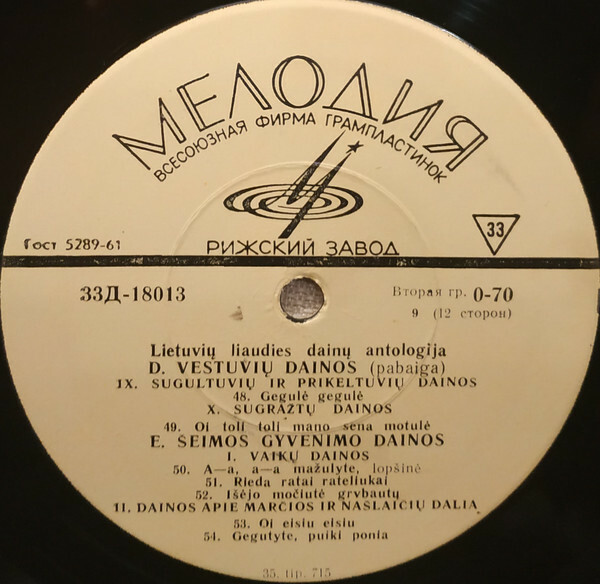 МЕЛОДИЯ
ВСЕСОЮЗНАЯ ФИРМА ГРАМПЛАСТИНОК
Гост 5289-61
33
РИЖСКИЙ ЗАВОД
33Д-18013
Вторая гр. 0-70
9 (12 сторон)
Lietuvių liaudies dainų antologija
D. VESTUVIŲ DAINOS (pabaiga)
IX. SUGULTUVIŲ IR PRIKELTUVIŲ DAINOS
48. Gegulė gegulė
X. SUGRĄŽTŲ DAINOS
49. Oi toli toli mano sena motulė
E. ŠEIMOS GYVENIMO DAINOS
I. VAIKŲ DAINOS
50. A—a, a—a mažulyte, lopšinė
51. Rieda ratai rateliukai
52. Išėjo močiutė grybautų
II. DAINOS APIE MARČIOS IR NAŠLAIČIŲ DALIĄ
53. Oi eisiu eisiu
54. Gegutyte, puiki ponia
35. tip. 715